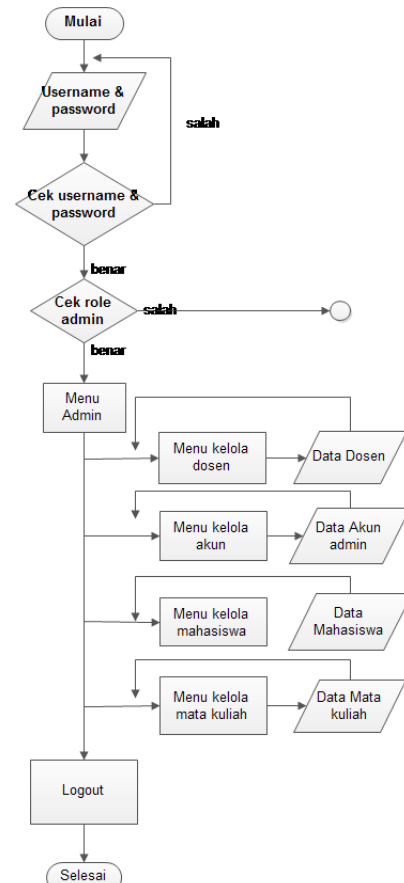 Mulai
Username &
password
salah
Cek username &
password
benar
Cek role
admin
salah
benar
Menu
Admin
Menu kelola
dosen
Data Dosen
Menu kelola
akun
Data Akun
admin
Menu kelola
mahasiswa
Data
Mahasiswa
Menu kelola
mata kuliah
Data Mata
kuliah
Logout
Selesai